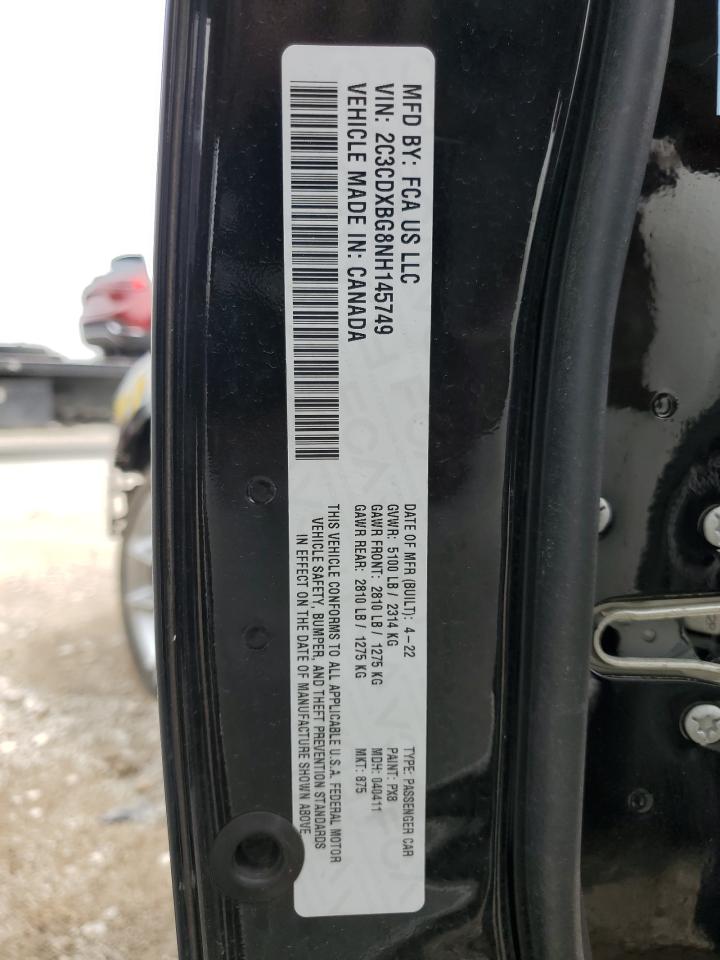 MFD BY: FCA US LLC
VIN: 2C3CDXBG8NH145749
VEHICLE MADE IN: CANADA
DATE OF MFR (BUILT): 4-22
GVWR: 5100 LB / 2314 KG
GAWR FRONT: 2810 LB / 1275 KG
GAWR REAR: 2810 LB / 1275 KG
TYPE: PASSENGER CAR
PAINT: PX8
MDH: 040411
MKT: 875
THIS VEHICLE CONFORMS TO ALL APPLICABLE U.S.A. FEDERAL MOTOR
VEHICLE SAFETY, BUMPER, AND THEFT PREVENTION STANDARDS
IN EFFECT ON THE DATE OF MANUFACTURE SHOWN ABOVE